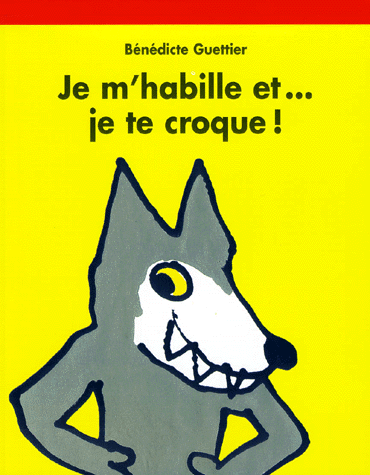 Bénédicte Guettier
Je m'habille et...
je te croque !